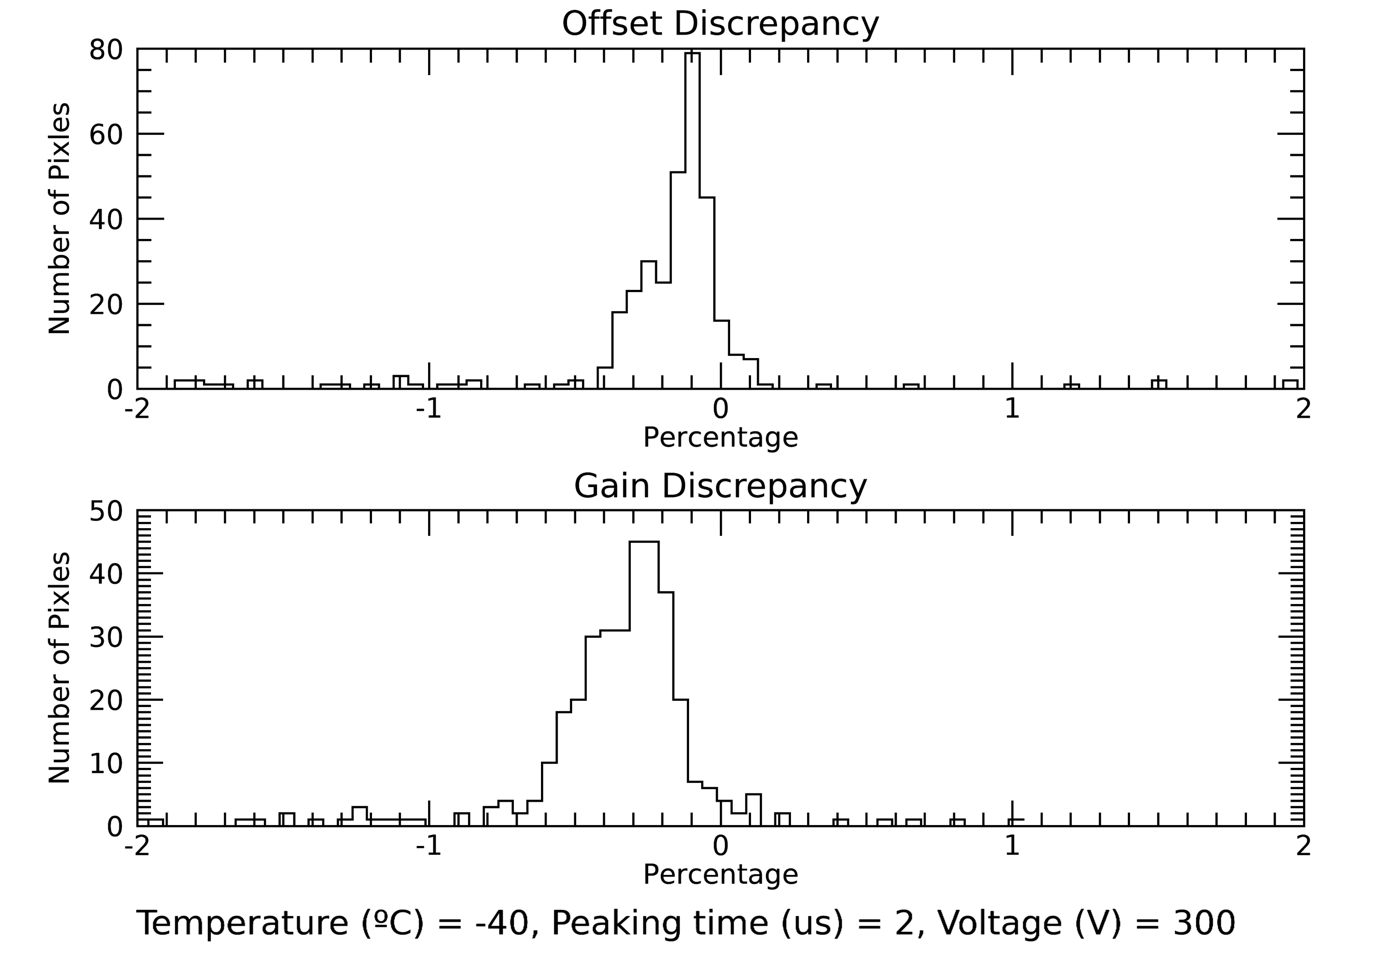 Offset Discrepancy
80
60
40
20
0
Number of Pixles
-2 -1 0 1 2
Percentage
Gain Discrepancy
50
40
30
20
10
0
Number of Pixles
-2 -1 0 1 2
Percentage
Temperature (ºC) = -40, Peaking time (us) = 2, Voltage (V) = 300